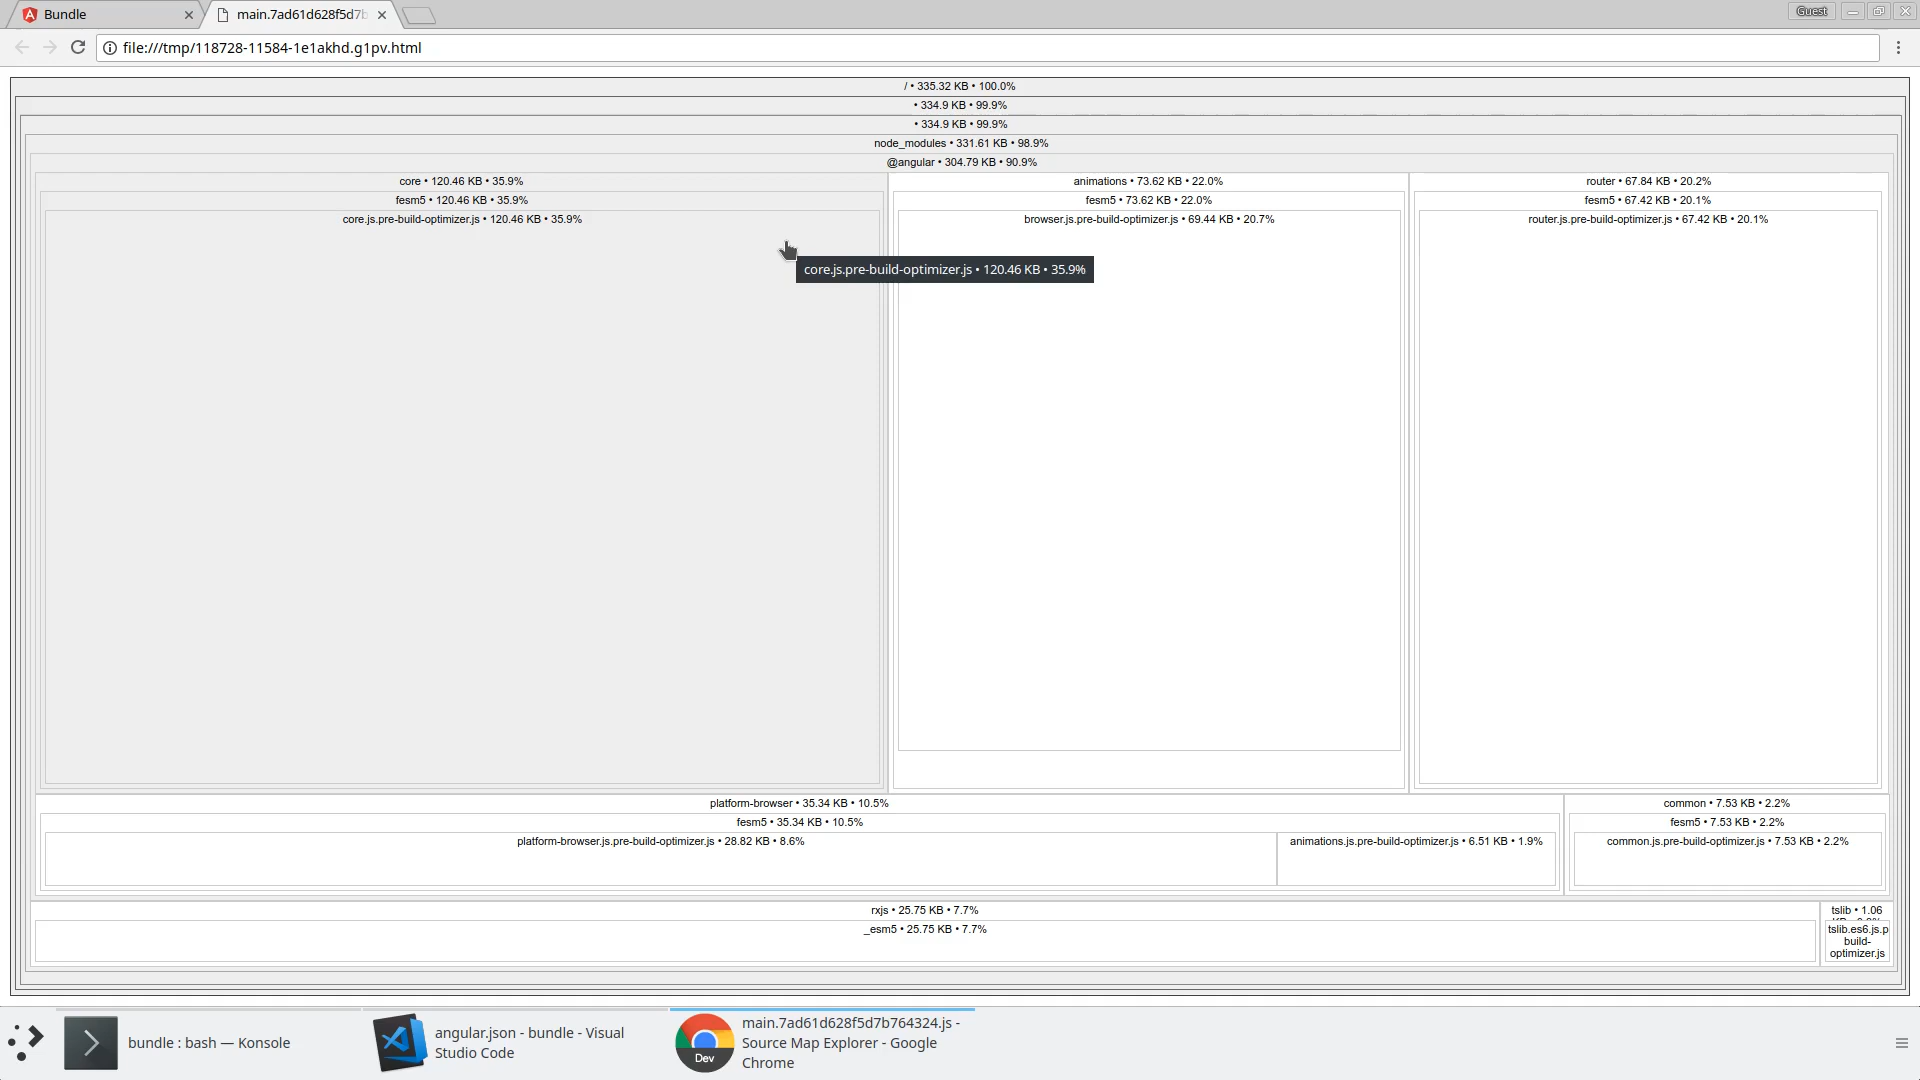 Bundle
main.7ad61d628f5d7b
Guest
file:///tmp/118728-11584-1e1akhd.g1pv.html
/ • 335.32 KB • 100.0%
• 334.9 KB • 99.9%
• 334.9 KB • 99.9%
node_modules • 331.61 KB • 98.9%
@angular • 304.79 KB • 90.9%
core • 120.46 KB • 35.9%
fesm5 • 120.46 KB • 35.9%
core.js.pre-build-optimizer.js • 120.46 KB • 35.9%
core.js.pre-build-optimizer.js • 120.46 KB • 35.9%
animations • 73.62 KB • 22.0%
fesm5 • 73.62 KB • 22.0%
browser.js.pre-build-optimizer.js • 69.44 KB • 20.7%
router • 67.84 KB • 20.2%
fesm5 • 67.42 KB • 20.1%
router.js.pre-build-optimizer.js • 67.42 KB • 20.1%
platform-browser • 35.34 KB • 10.5%
fesm5 • 35.34 KB • 10.5%
platform-browser.js.pre-build-optimizer.js • 28.82 KB • 8.6%
animations.js.pre-build-optimizer.js • 6.51 KB • 1.9%
common • 7.53 KB • 2.2%
fesm5 • 7.53 KB • 2.2%
common.js.pre-build-optimizer.js • 7.53 KB • 2.2%
rxjs • 25.75 KB • 7.7%
_esm5 • 25.75 KB • 7.7%
tslib • 1.06
tslib.es6.js.p
build-
optimizer.js
bundle : bash — Konsole
angular.json - bundle - Visual
Studio Code
Dev
main.7ad61d628f5d7b764324.js -
Source Map Explorer - Google
Chrome